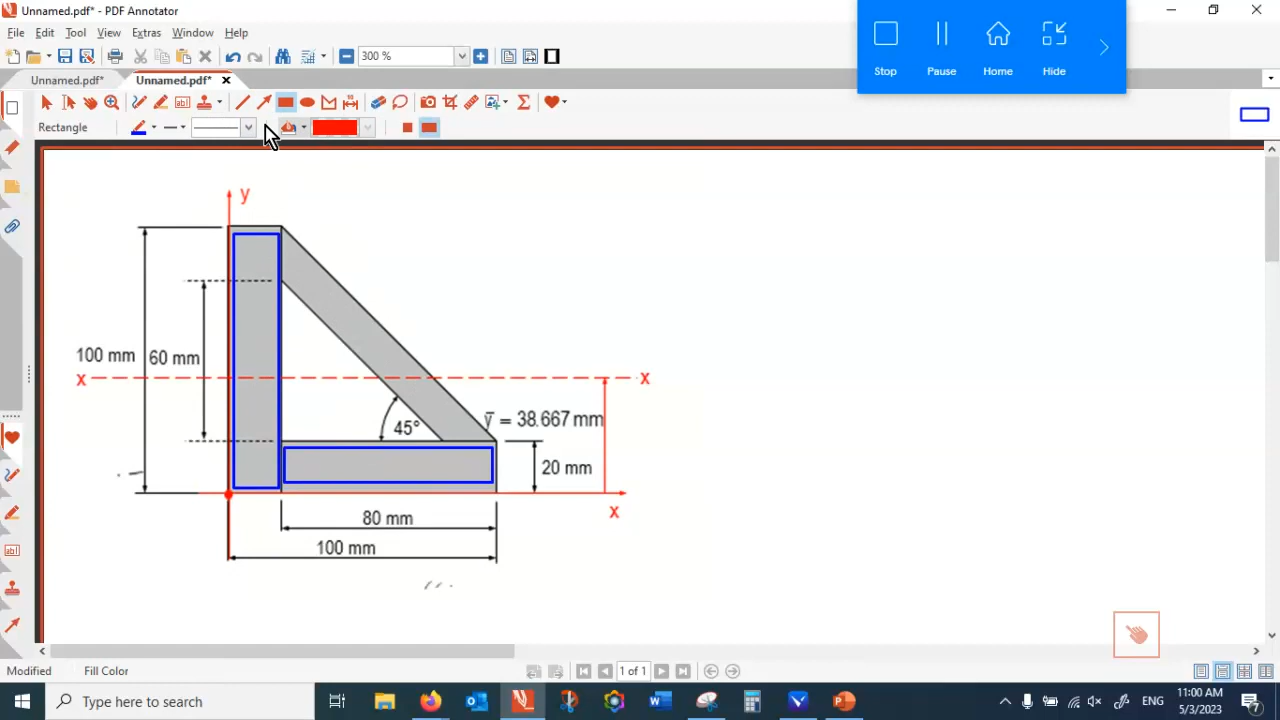 Unnamed.pdf* - PDF Annotator
File Edit Tool View Extras Window Help
Stop Pause Home Hide
300 %
Unnamed.pdf* Unnamed.pdf*
Rectangle
y
100 mm
60 mm
x
x
45°
y̅ = 38.667 mm
20 mm
x
80 mm
100 mm
Modified Fill Color
1 of 1
Type here to search
ENG
11:00 AM
5/3/2023
7